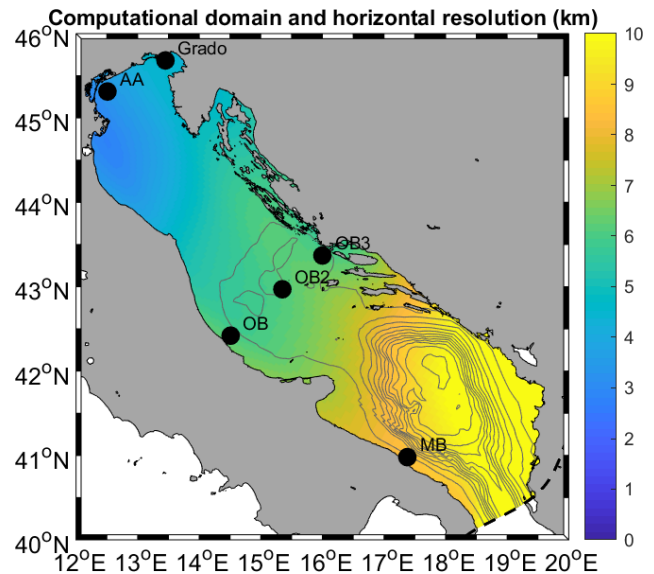 Computational domain and horizontal resolution (km)
46°N
45°N
44°N
43°N
42°N
41°N
40°N
Grado
AA
OB3
OB2
OB
MB
12°E 13°E 14°E 15°E 16°E 17°E 18°E 19°E 20°E
10
9
8
7
6
5
4
3
2
1
0